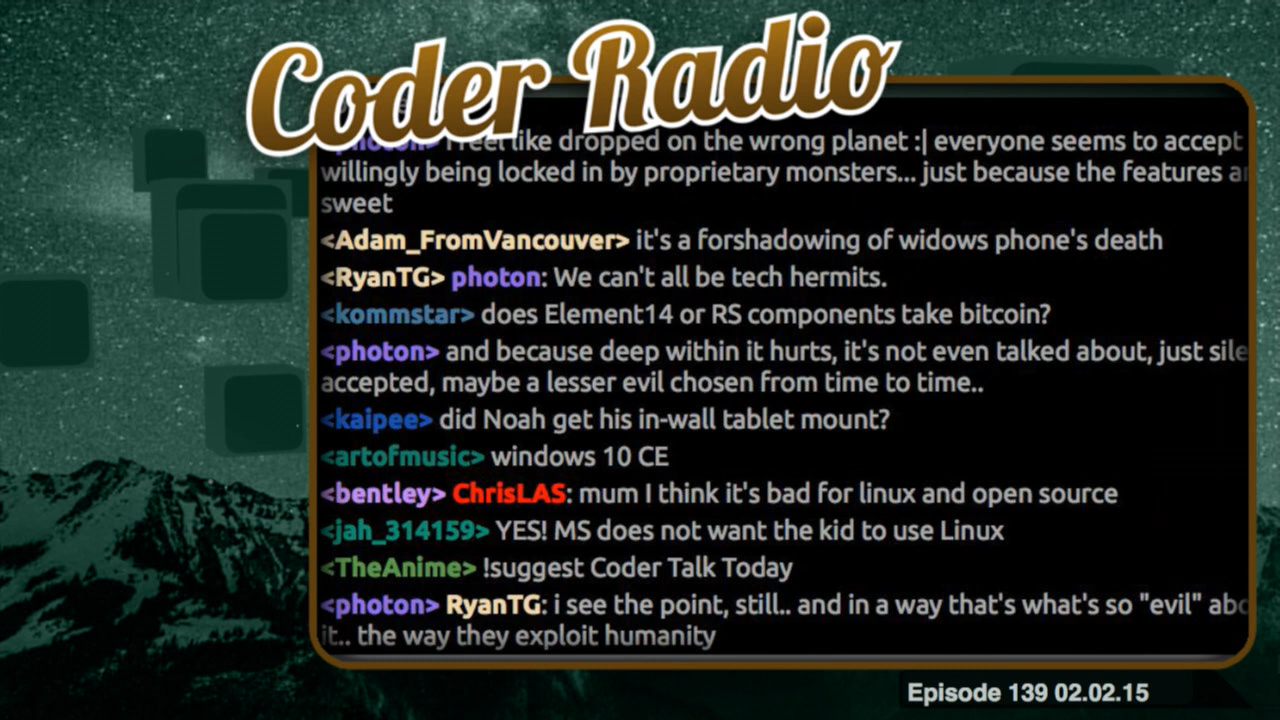 Coder Radio
like dropped on the wrong planet :| everyone seems to accept
willingly being locked in by proprietary monsters... just because the features
sweet
<Adam_FromVancouver> it's a forshadowing of widows phone's death
<RyanTG> photon: We can't all be tech hermits.
<kommstar> does Element14 or RS components take bitcoin?
<photon> and because deep within it hurts, it's not even talked about, just
accepted, maybe a lesser evil chosen from time to time..
<kaipee> did Noah get his in-wall tablet mount?
<artofmusic> windows 10 CE
<bentley> ChrisLAS: mum I think it's bad for linux and open source
<jah_314159> YES! MS does not want the kid to use Linux
<TheAnime> !suggest Coder Talk Today
<photon> RyanTG: i see the point, still.. and in a way that's what's so "evil"
it.. the way they exploit humanity
Episode 139 02.02.15